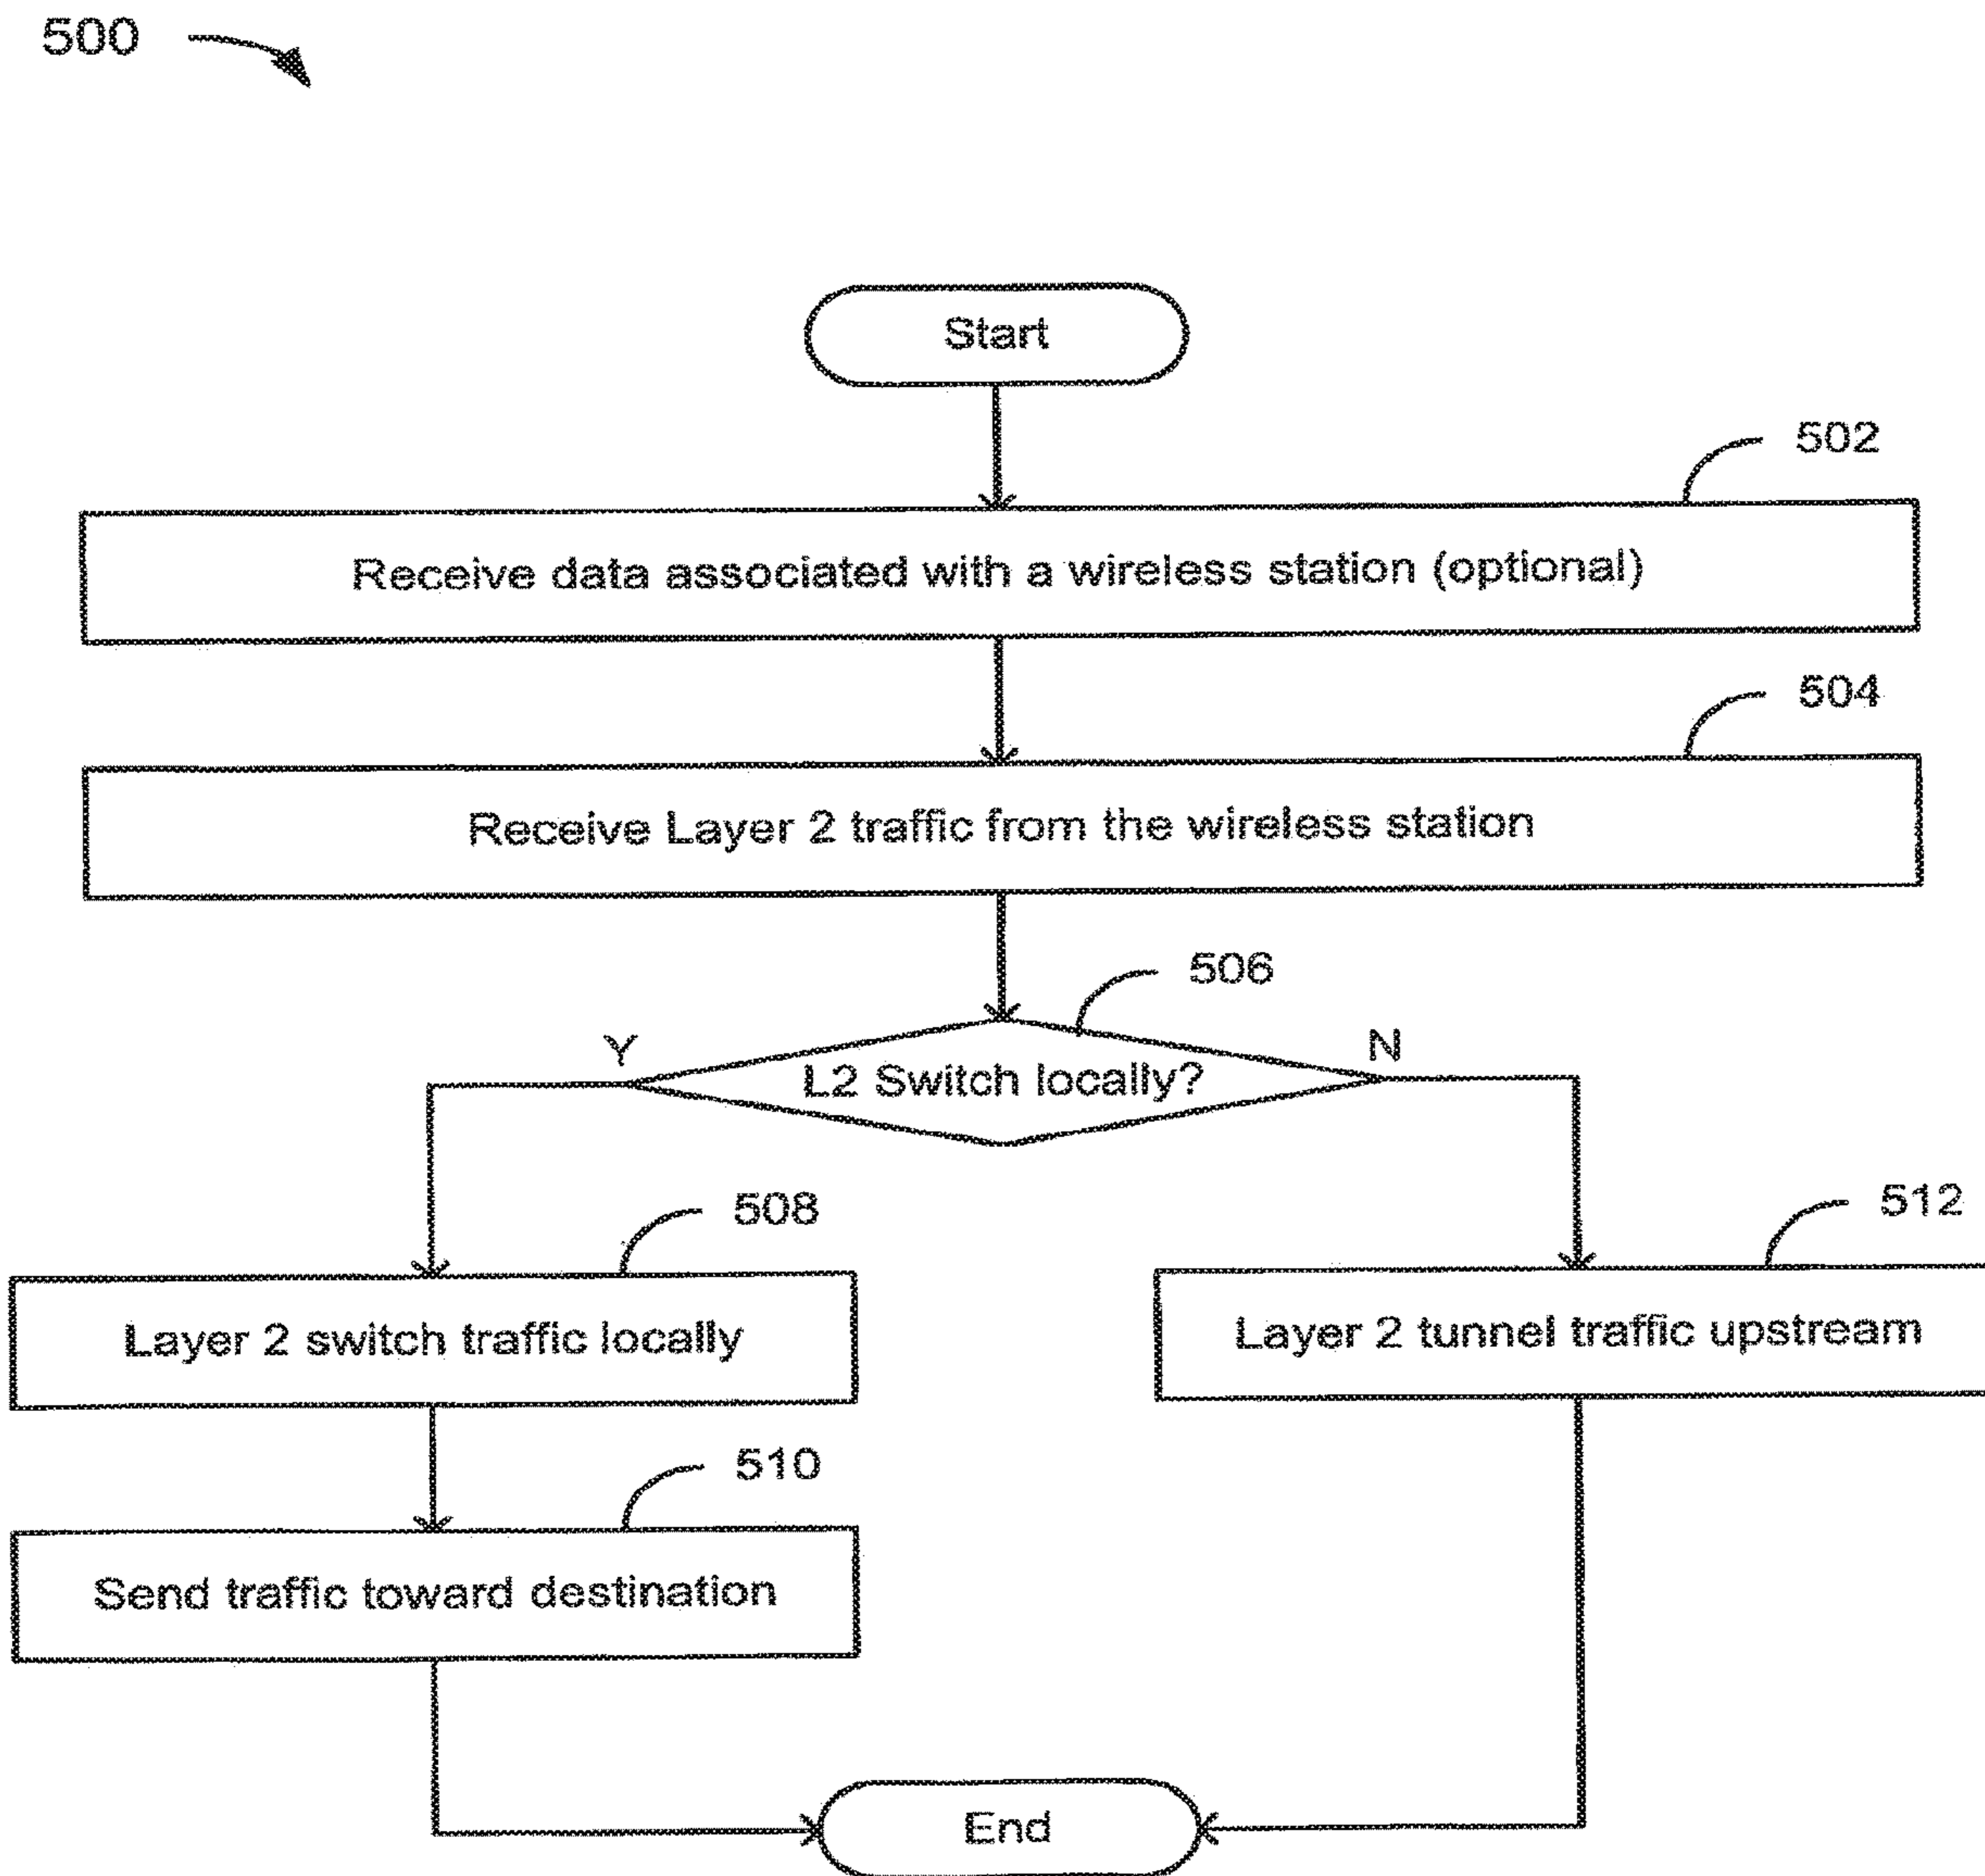 500
Start
502
Receive data associated with a wireless station (optional)
504
Receive Layer 2 traffic from the wireless station
506
Y
L2 Switch locally?
N
508
512
Layer 2 switch traffic locally
Layer 2 tunnel traffic upstream
510
Send traffic toward destination
End